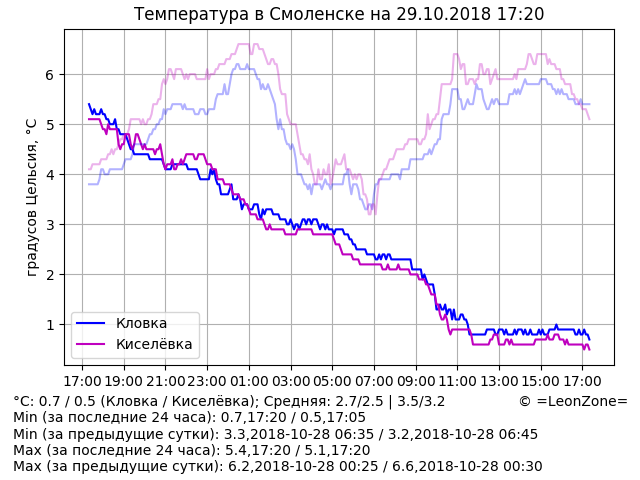 Температура в Смоленске на 29.10.2018 17:20
градусов Цельсия, °C
6
5
4
3
2
1
Кловка
Киселёвка
17:00 19:00 21:00 23:00 01:00 03:00 05:00 07:00 09:00 11:00 13:00 15:00 17:00
°C: 0.7 / 0.5 (Кловка / Киселёвка); Средняя: 2.7/2.5 | 3.5/3.2 © =LeonZone=
Min (за последние 24 часа): 0.7,17:20 / 0.5,17:05
Min (за предыдущие сутки): 3.3,2018-10-28 06:35 / 3.2,2018-10-28 06:45
Max (за последние 24 часа): 5.4,17:20 / 5.1,17:20
Max (за предыдущие сутки): 6.2,2018-10-28 00:25 / 6.6,2018-10-28 00:30